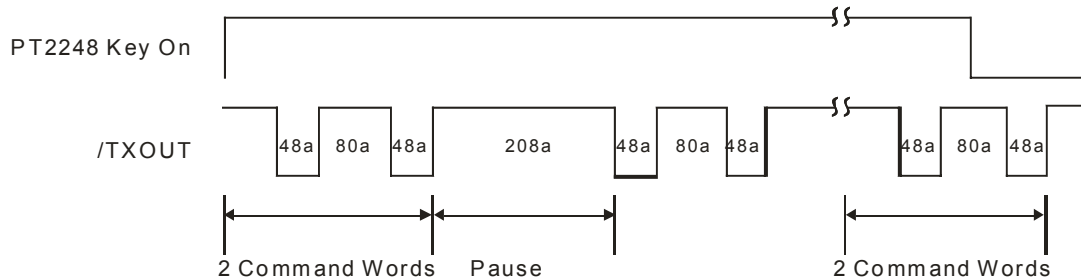 PT2248 Key On
/TXOUT
48a 80a 48a 208a 48a 80a 48a 48a 80a 48a
2 Command Words Pause 2 Command Words